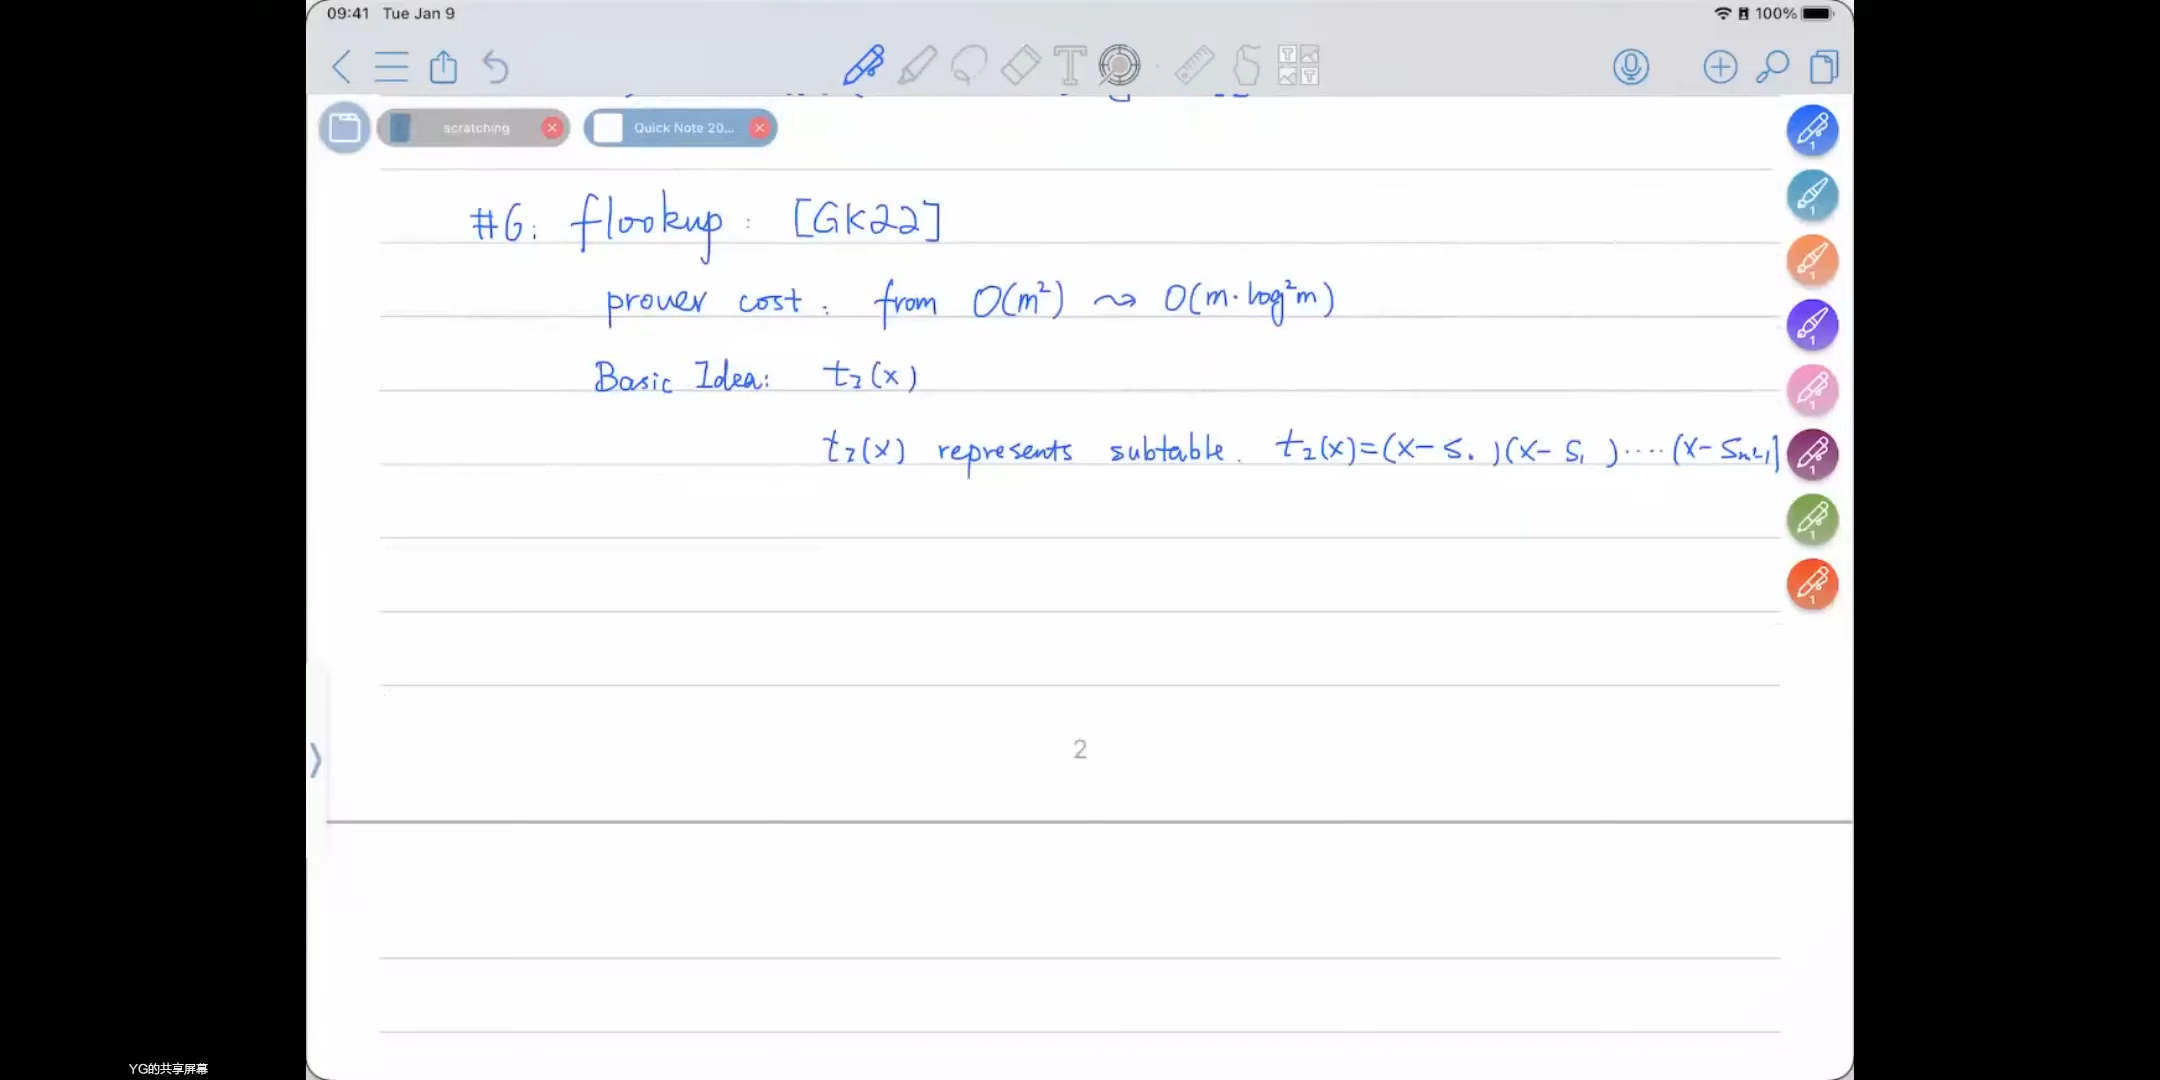 09:41 Tue Jan 9
100%
scratching
Quick Note 20...
#6: flookup: [GK22]
prover cost: from O(m²) ⇝ O(m·log²m)
Basic Idea: t₂(x)
t₂(x) represents subtable. t₂(x)=(x-s₀)(x-s₁)····(x-sₘ₋₁)
2
YG的共享屏幕